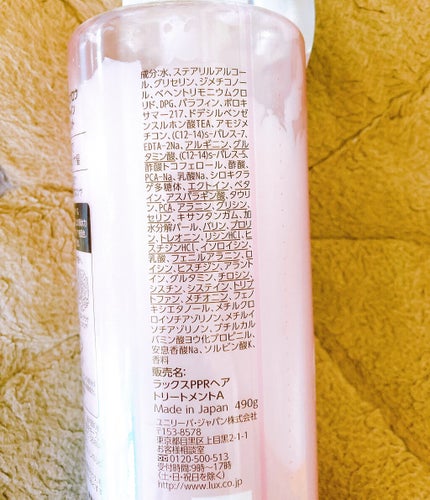 成分:水、ステアリルアルコー
ル、グリセリン、ジメチコノー
ル、ベヘントリモニウムクロ
リド、DPG、パラフィン、ポロキ
サマー217、ドデシルベンゼ
ンスルホン酸TEA、アモジメ
チコン、(C12-14)s-パレス-7、
EDTA-2Na、アルギニン、グル
タミン酸、(C12-14)s-パレス-5、
酢酸トコフェロール、酢酸、
PCA-Na、乳酸Na、シロキクラ
ゲ多糖体、エクトイン、ベタ
イン、アスパラギン酸、タウリ
ン、PCA、アラニン、グリシン、
セリン、キサンタンガム、加
水分解パール、バリン、プロリ
ン、トレオニン、リシンHCl、ヒ
スチジンHCl、イソロイシン、
乳酸、フェニルアラニン、ロ
イシン、ヒスチジン、アラント
イン、グルタミン、チロシン、
シスチン、システイン、トリプ
トファン、メチオニン、フェノ
キシエタノール、メチルクロ
ロイソチアゾリノン、メチルイ
ソチアゾリノン、ブチルカル
バミン酸ヨウ化プロピニル、
安息香酸Na、ソルビン酸K、
香料
販売名:
ラックスPPRヘア
トリートメントA
Made in Japan 490g
ユニリーバ・ジャパン株式会社
〒153-8578
東京都目黒区上目黒2-1-1
お客様相談室
0120-500-513
受付時間:9時〜17時
(土・日・祝日を除く)
https://www.lux.co.jp